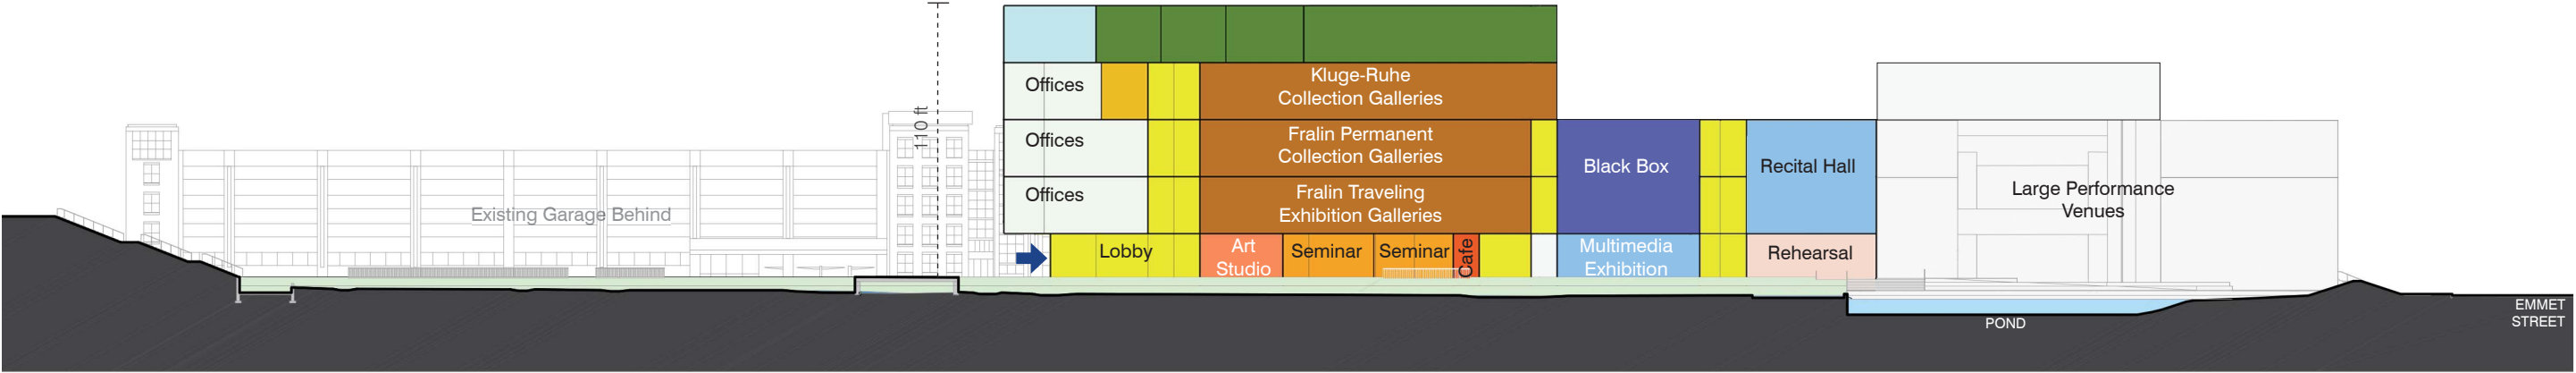 110 ft
Existing Garage Behind
Offices
Kluge-Ruhe
Collection Galleries
Offices
Fralin Permanent
Collection Galleries
Offices
Fralin Traveling
Exhibition Galleries
Black Box
Recital Hall
Large Performance
Venues
Lobby
Art
Studio
Seminar
Seminar
Cafe
Multimedia
Exhibition
Rehearsal
POND
EMMET
STREET